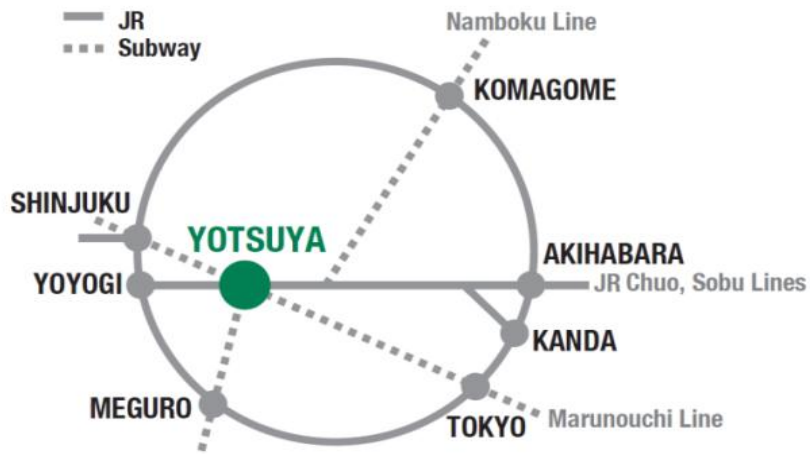 JR
Subway
Namboku Line
KOMAGOME
SHINJUKU
YOTSUYA
AKIHABARA
YOYOGI
JR Chuo, Sobu Lines
KANDA
MEGURO
TOKYO
Marunouchi Line